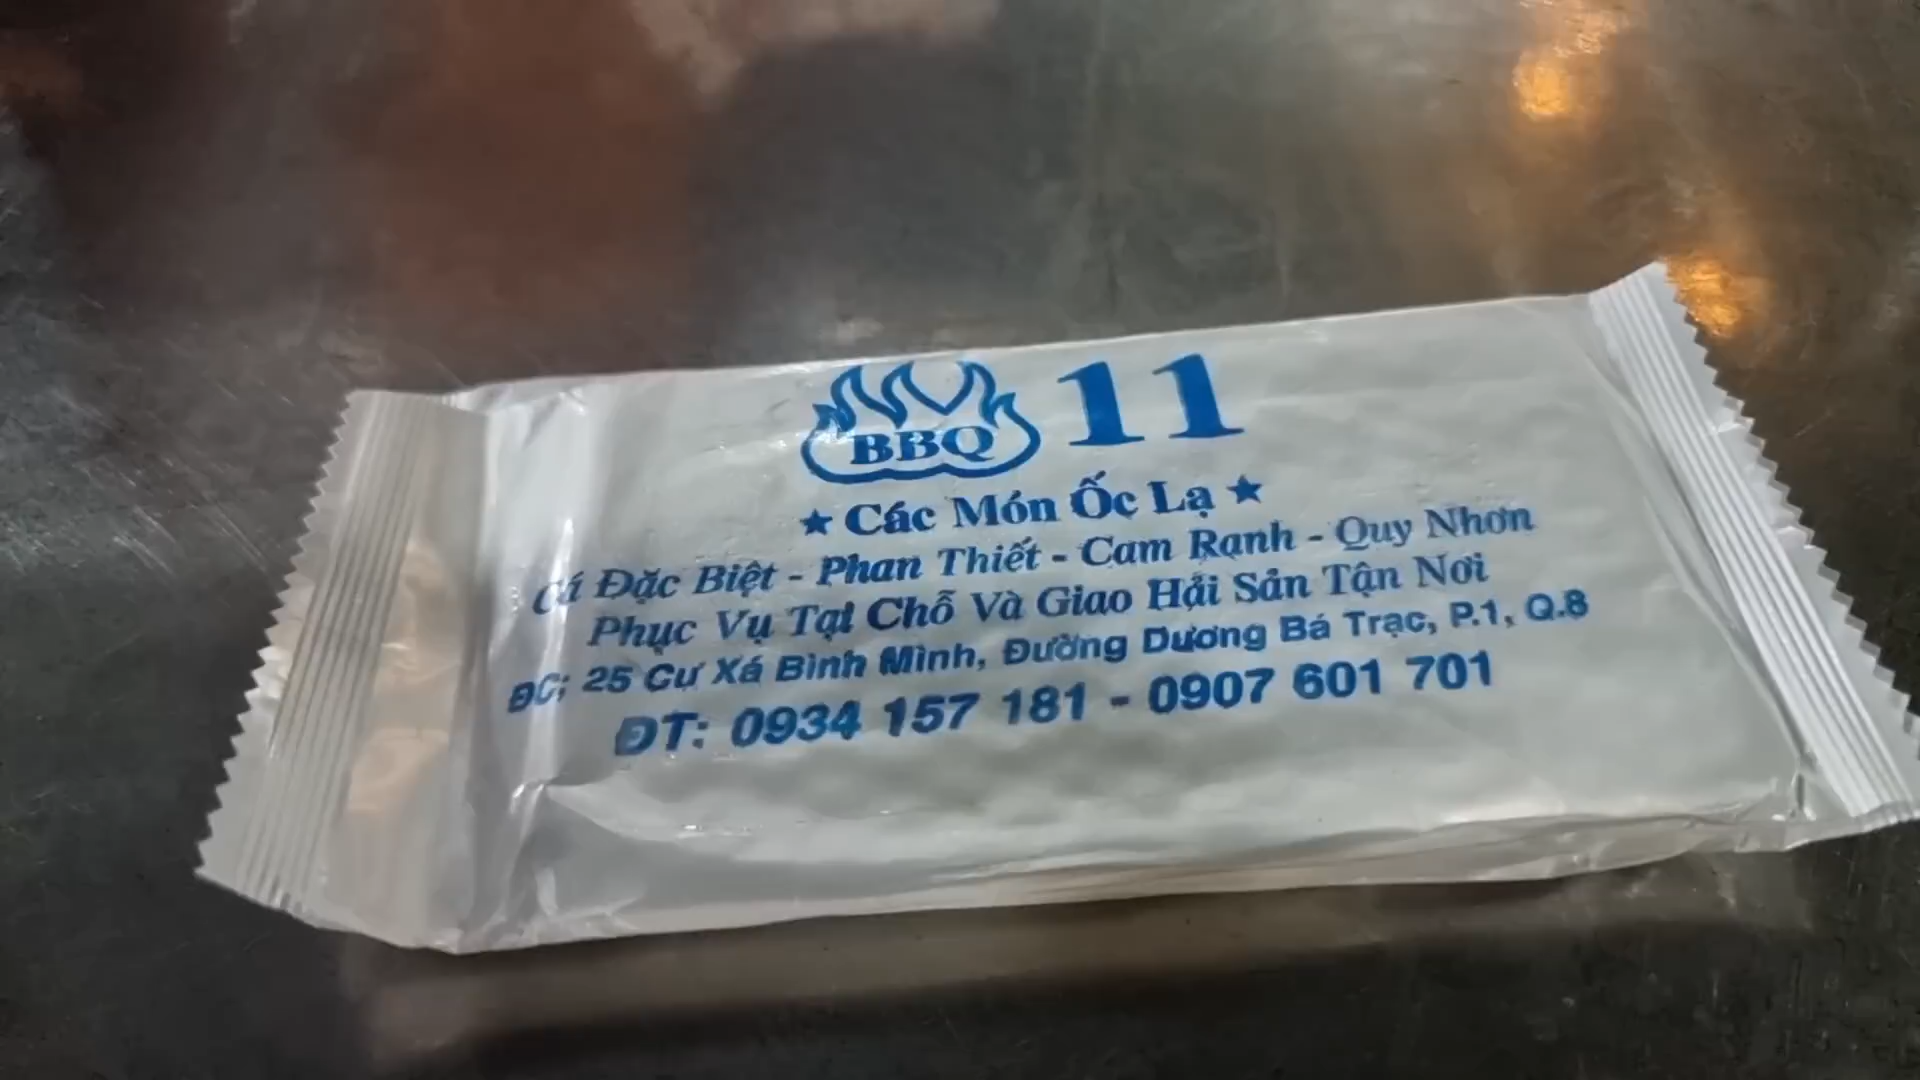 BBQ 11
★ Các Món Ốc Lạ ★
Cá Đặc Biệt - Phan Thiết - Cam Ranh - Quy Nhơn
Phục Vụ Tại Chỗ Và Giao Hải Sản Tận Nơi
ĐC: 25 Cư Xá Bình Minh, Đường Dương Bá Trạc, P.1, Q.8
ĐT: 0934 157 181 - 0907 601 701